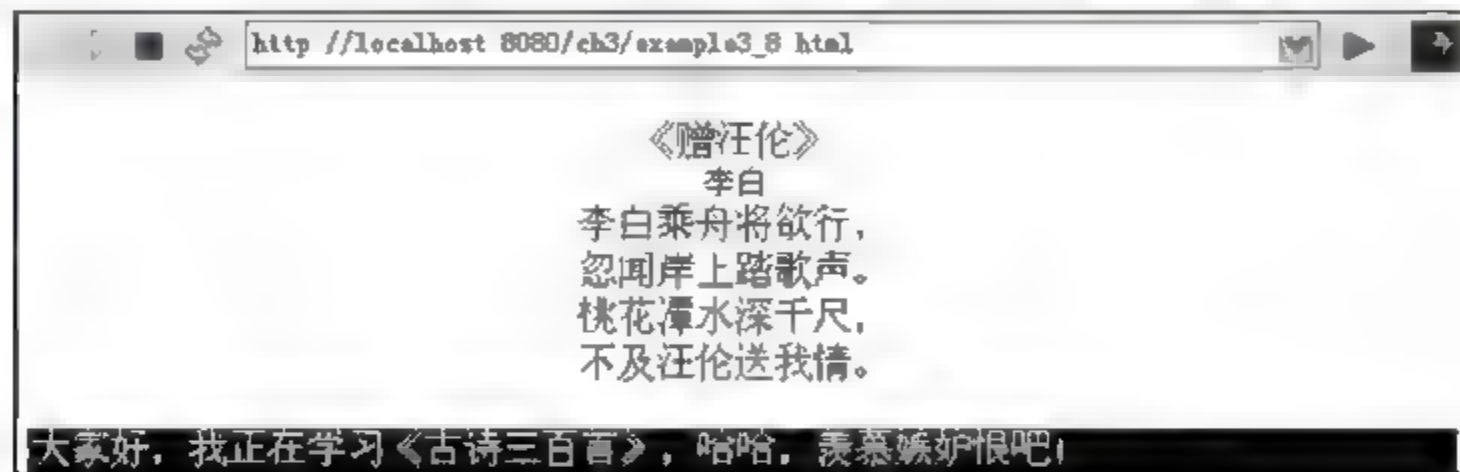 http //localhost 8080/ch3/example3_8 html
《赠汪伦》
李白
李白乘舟将欲行，
忽闻岸上踏歌声。
桃花潭水深千尺，
不及汪伦送我情。
大家好，我正在学习《古诗三百首》，哈哈，羡慕嫉妒恨吧！